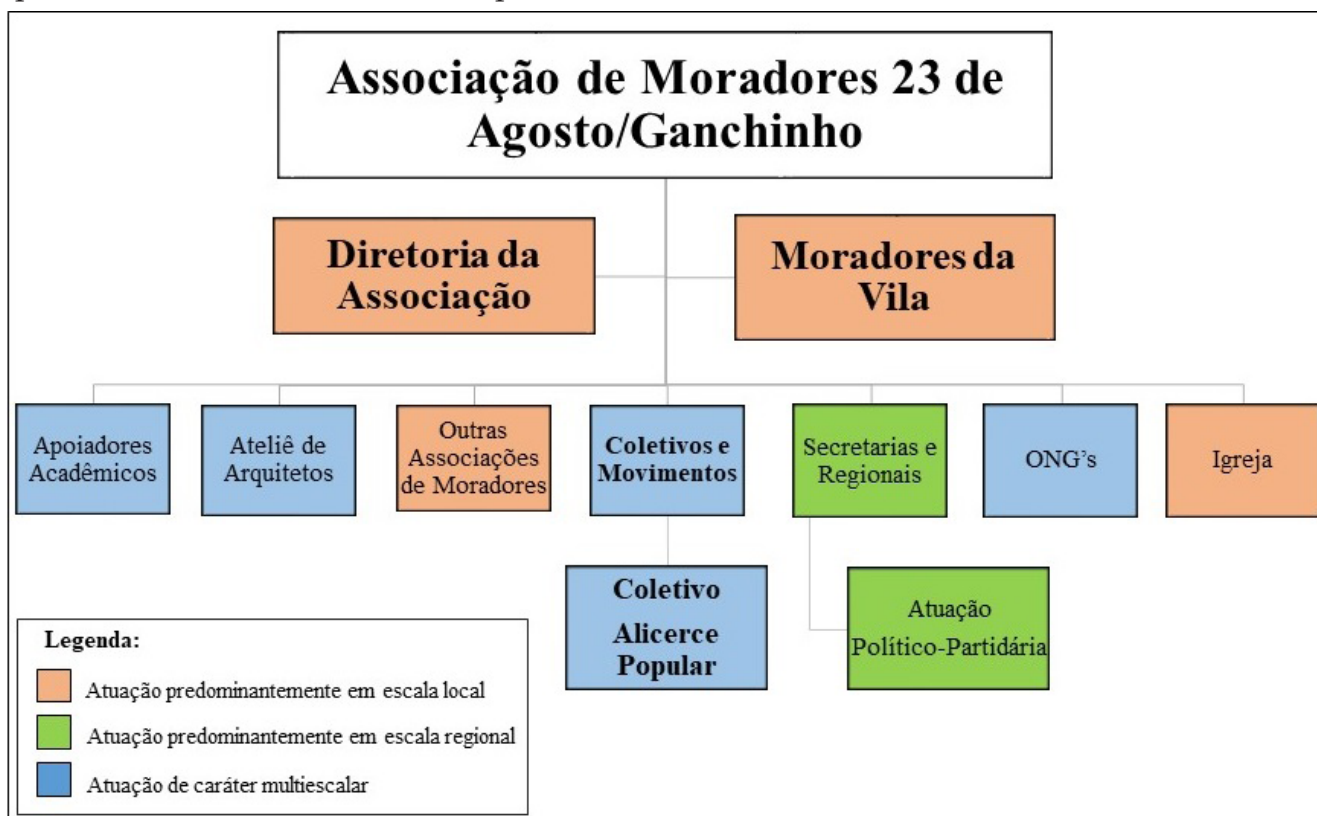 Associação de Moradores 23 de
Agosto/Ganchinho
Diretoria da
Associação
Moradores da
Vila
Apoiadores
Acadêmicos
Ateliê de
Arquitetos
Outras
Associações
de Moradores
Coletivos e
Movimentos
Secretarias e
Regionais
ONG's
Igreja
Coletivo
Alicerce
Popular
Atuação
Político-Partidária
Legenda:
Atuação predominantemente em escala local
Atuação predominantemente em escala regional
Atuação de caráter multiescalar